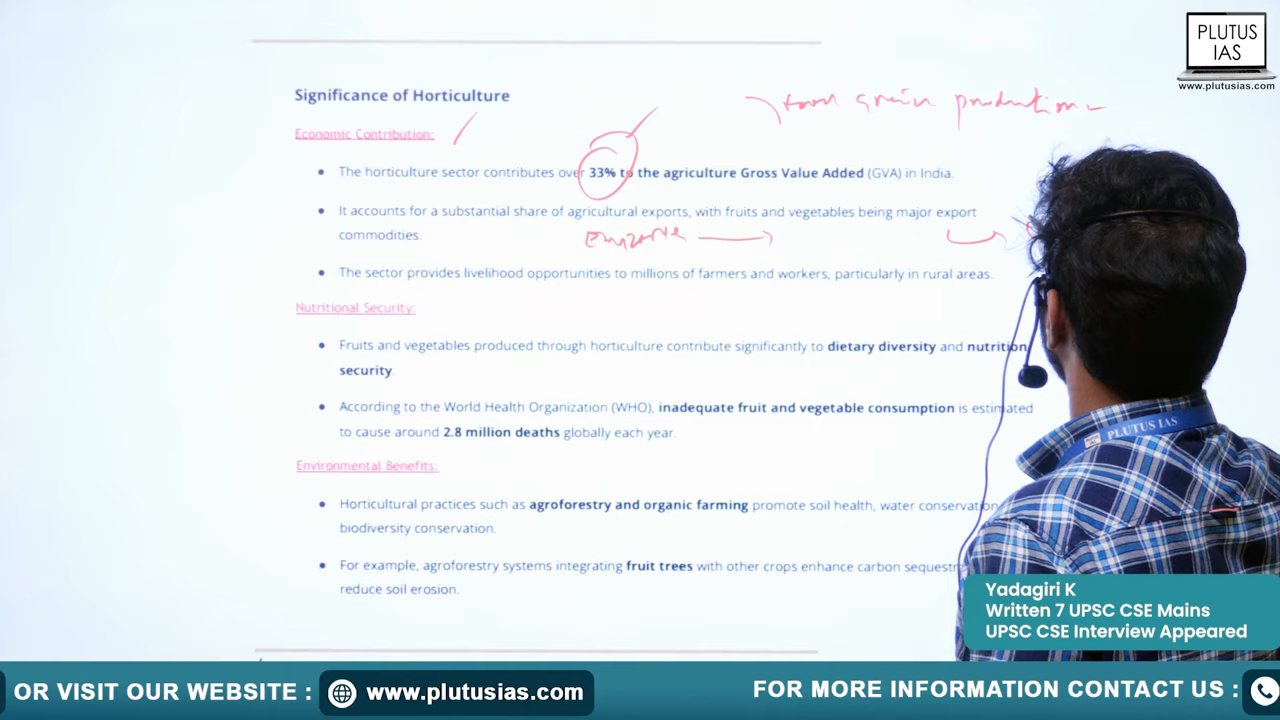 PLUTUS
IAS
www.plutusias.com
Significance of Horticulture
grain production
Economic Contribution:
The horticulture sector contributes over 33% to the agriculture Gross Value Added (GVA) in India.
It accounts for a substantial share of agricultural exports, with fruits and vegetables being major export
commodities.
The sector provides livelihood opportunities to millions of farmers and workers, particularly in rural areas.
Nutritional Security:
Fruits and vegetables produced through horticulture contribute significantly to dietary diversity and nutrition
security.
According to the World Health Organization (WHO), inadequate fruit and vegetable consumption is estimated
to cause around 2.8 million deaths globally each year.
Environmental Benefits:
Horticultural practices such as agroforestry and organic farming promote soil health, water conservation
biodiversity conservation.
For example, agroforestry systems integrating fruit trees with other crops enhance carbon sequestr
reduce soil erosion.
PLUTUS IAS
Yadagiri K
Written 7 UPSC CSE Mains
UPSC CSE Interview Appeared
OR VISIT OUR WEBSITE : www.plutusias.com FOR MORE INFORMATION CONTACT US :